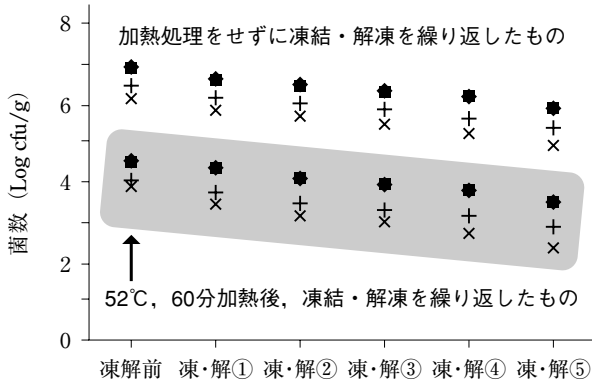 8
加熱処理をせずに凍結・解凍を繰り返したもの
6
菌数（Log cfu/g）
4
2
52℃，60分加熱後，凍結・解凍を繰り返したもの
0
凍解前 凍・解① 凍・解② 凍・解③ 凍・解④ 凍・解⑤